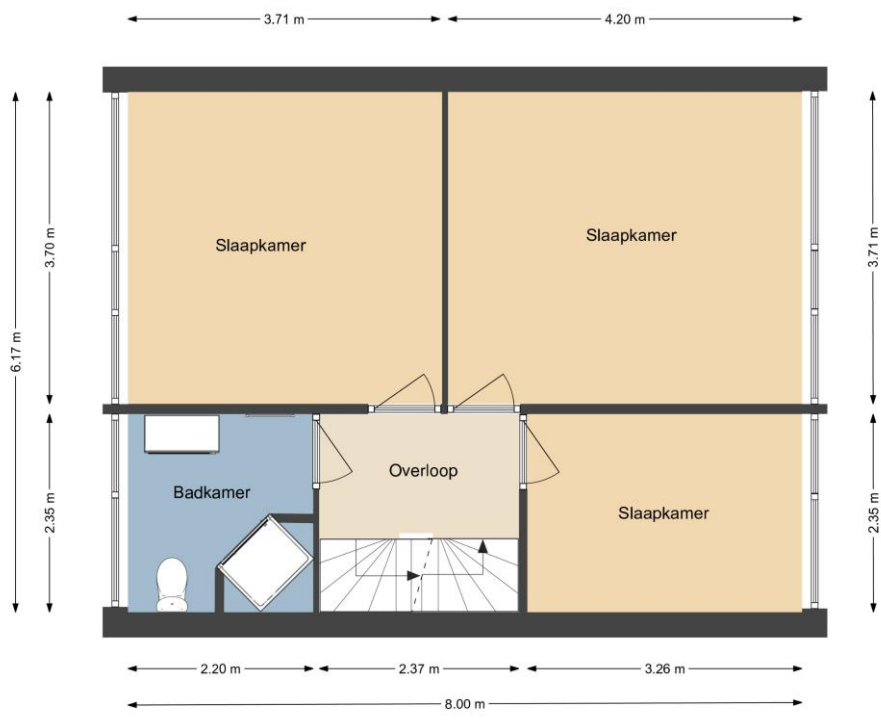 3.71 m
4.20 m
3.70 m
6.17 m
3.71 m
Slaapkamer
Slaapkamer
Badkamer
Overloop
Slaapkamer
2.35 m
2.35 m
2.20 m
2.37 m
3.26 m
8.00 m